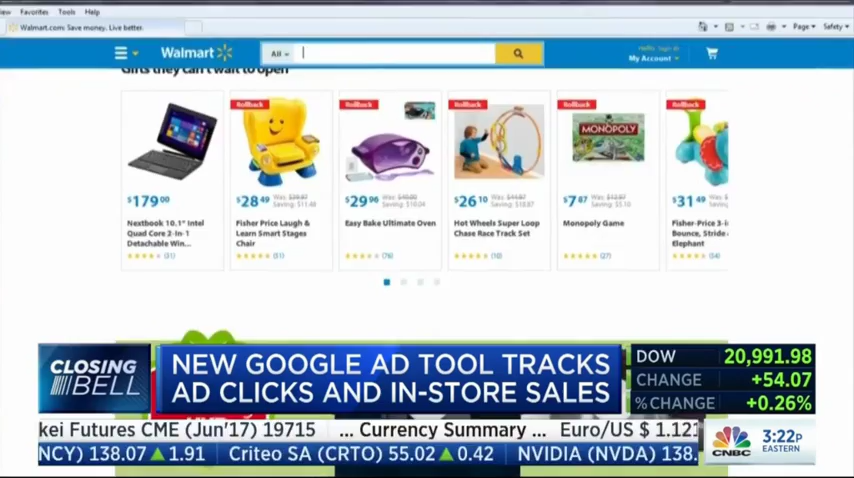 Favorites Tools Help
Walmart.com: Save money. Live better.
Page Safety
Walmart
All
My Account
Gifts they can't wait to open
Rollback
Rollback
Rollback
Rollback
Rollback
$179 00
$28 49 Was
$29 96 Was
$26 10 Was
$7 87 Was
$31 49
Nextbook 10.1" Intel
Quad Core 2-In-1
Detachable Win...
(31)
Fisher Price Laugh &
Learn Smart Stages
Chair
(51)
Easy Bake Ultimate Oven
(76)
Hot Wheels Super Loop
Chase Race Track Set
(10)
MONOPOLY
Monopoly Game
(27)
Fisher-Price 3-i
Bounce, Stride
Elephant
(34)
CLOSING
BELL
NEW GOOGLE AD TOOL TRACKS
AD CLICKS AND IN-STORE SALES
DOW 20,991.98
CHANGE +54.07
% CHANGE +0.26%
kei Futures CME (Jun'17) 19715 ... Currency Summary ... Euro/US $ 1.121
NCY) 138.07 ▲ 1.91 Criteo SA (CRTO) 55.02 ▲ 0.42 NVIDIA (NVDA) 138.
CNBC
3:22P
EASTERN